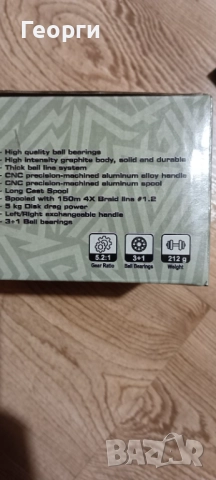 Георги
- High quality ball bearings
- High intensity graphite body, solid and durable
- Thick ball line system
- CNC precision-machined aluminum alloy handle
- CNC precision-machined aluminum spool
- Long Cast Spool
- Spooled with 150m 4X Braid line #1.2
- 5 kg Disk drag power
- Left/Right exchangeable handle
- 3+1 Ball bearings
5.2:1 3+1 212 g
Gear Ratio Ball Bearings Weight
BAZAR